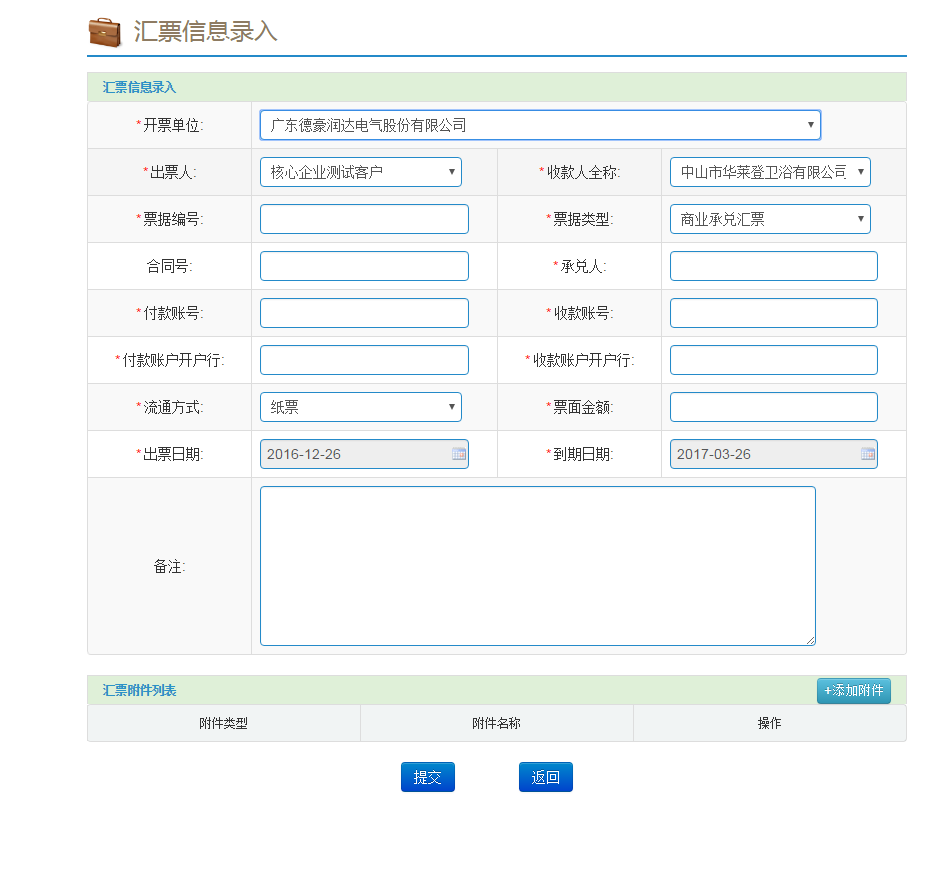 汇票信息录入
汇票信息录入
*开票单位: 广东德豪润达电气股份有限公司
*出票人: 核心企业测试客户 *收款人全称: 中山市华莱登卫浴有限公司
*票据编号: *票据类型: 商业承兑汇票
合同号: *承兑人:
*付款账号: *收款账号:
*付款账户开户行: *收款账户开户行:
*流通方式: 纸票 *票面金额:
*出票日期: 2016-12-26 *到期日期: 2017-03-26
备注:
汇票附件列表 +添加附件
附件类型 附件名称 操作
提交 返回